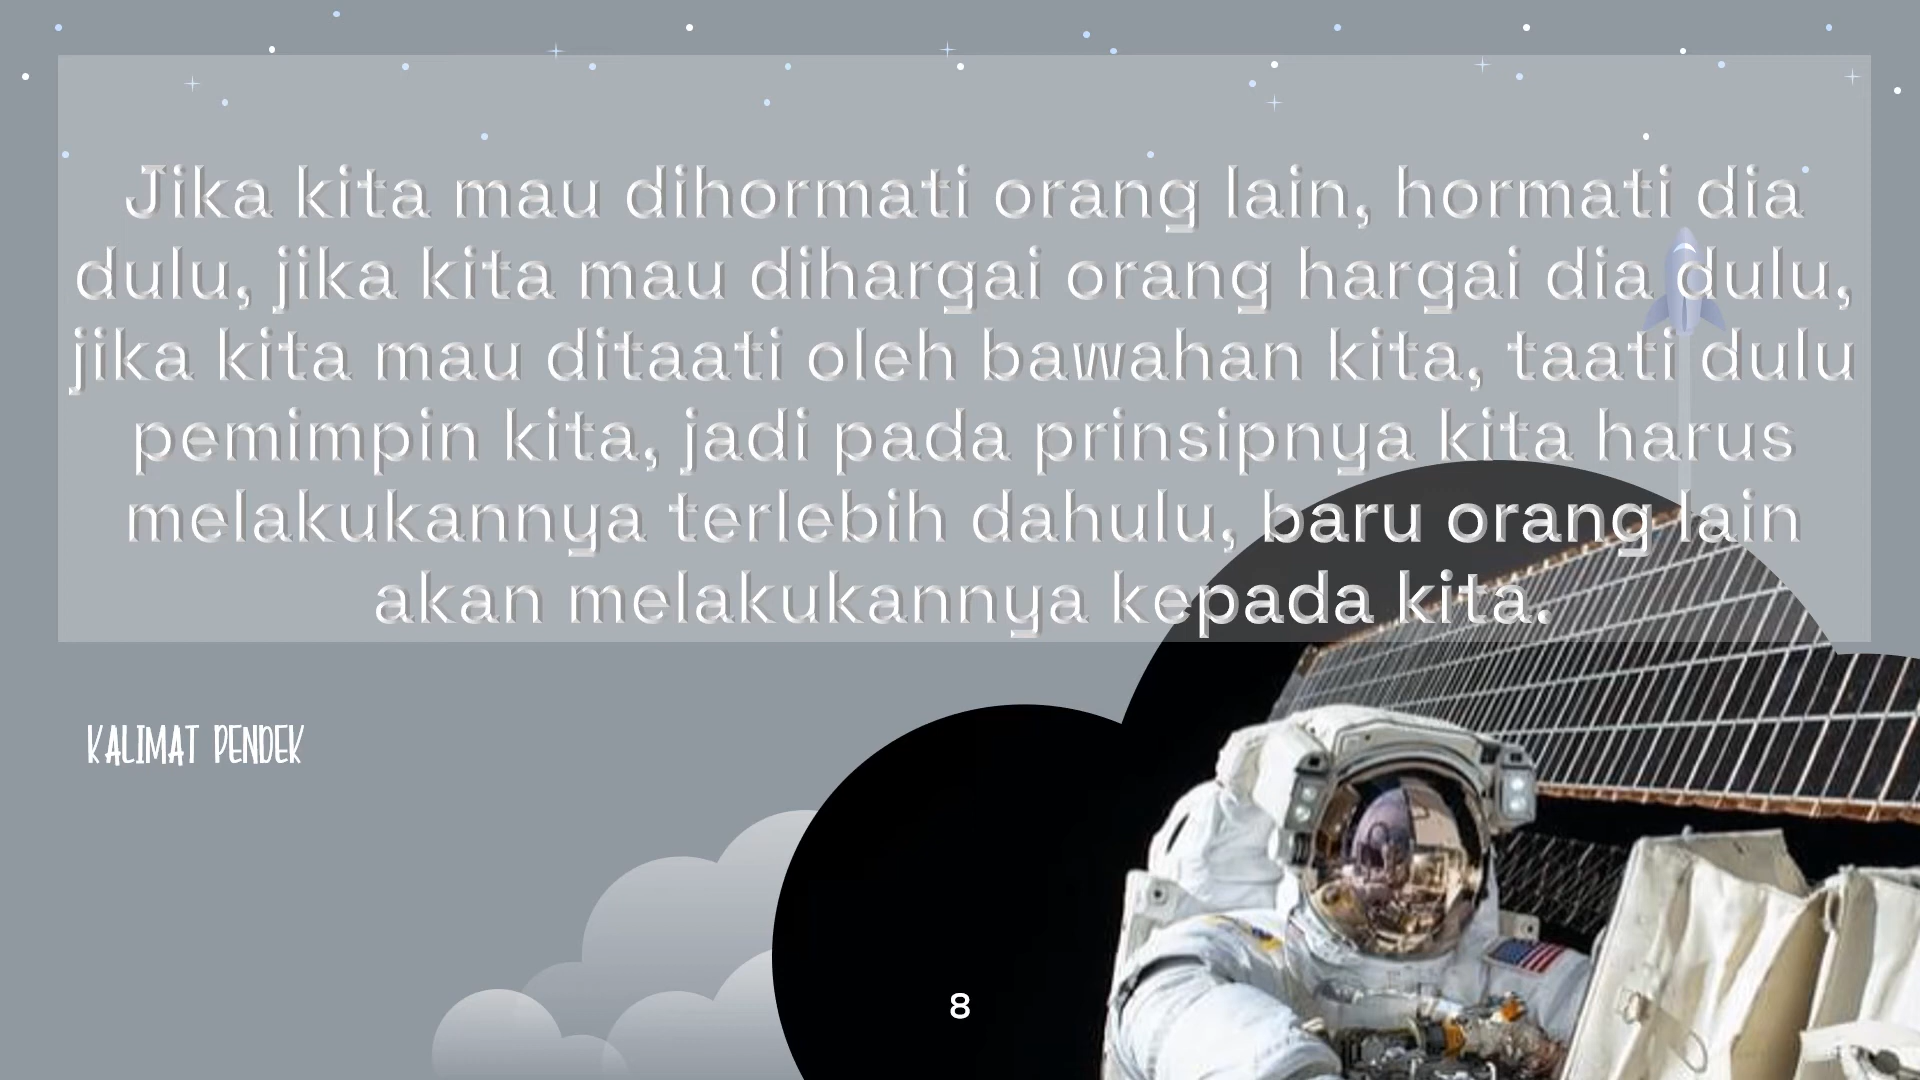 Jika kita mau dihormati orang lain, hormati dia
dulu, jika kita mau dihargai orang hargai dia dulu,
jika kita mau ditaati oleh bawahan kita, taati dulu
pemimpin kita, jadi pada prinsipnya kita harus
melakukannya terlebih dahulu, baru orang lain
akan melakukannya kepada kita.
KALIMAT PENDEK
8